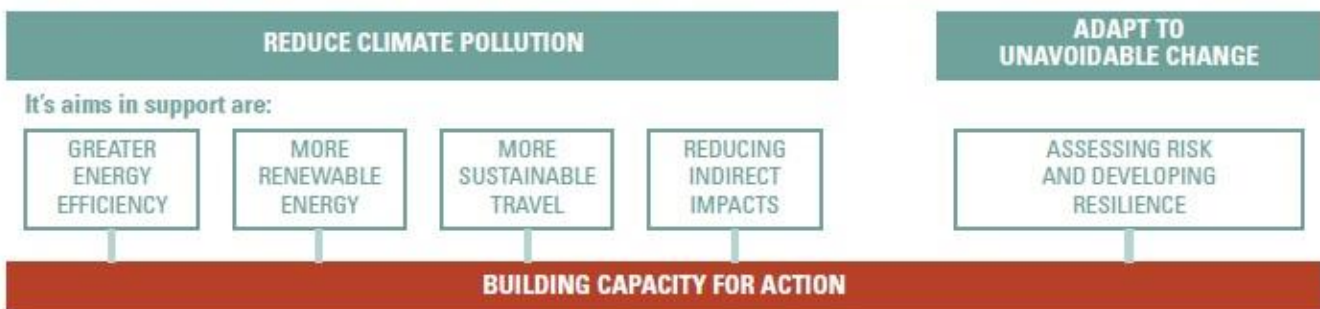 REDUCE CLIMATE POLLUTION
ADAPT TO
UNAVOIDABLE CHANGE
It's aims in support are:
GREATER
ENERGY
EFFICIENCY
MORE
RENEWABLE
ENERGY
MORE
SUSTAINABLE
TRAVEL
REDUCING
INDIRECT
IMPACTS
ASSESSING RISK
AND DEVELOPING
RESILIENCE
BUILDING CAPACITY FOR ACTION